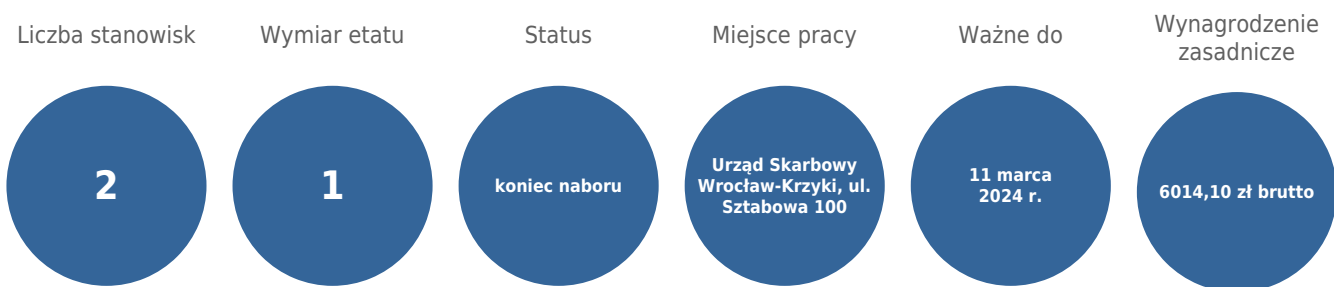 Liczba stanowisk
2
Wymiar etatu
1
Status
koniec naboru
Miejsce pracy
Urząd Skarbowy
Wrocław-Krzyki, ul.
Sztabowa 100
Ważne do
11 marca
2024 r.
Wynagrodzenie
zasadnicze
6014,10 zł brutto